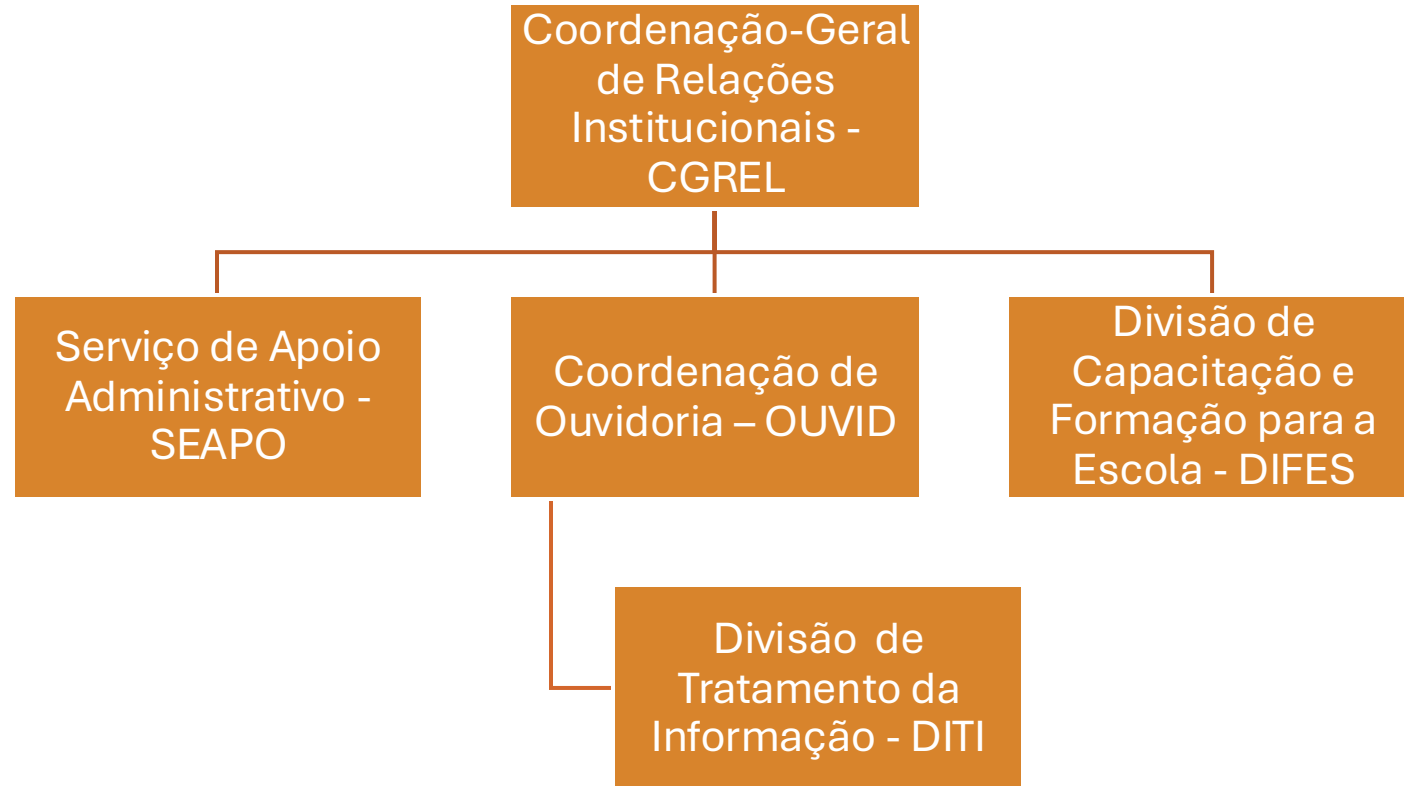 Coordenação-Geral
de Relações
Institucionais -
CGREL
Serviço de Apoio
Administrativo -
SEAPO
Coordenação de
Ouvidoria – OUVID
Divisão de
Capacitação e
Formação para a
Escola - DIFES
Divisão de
Tratamento da
Informação - DITI